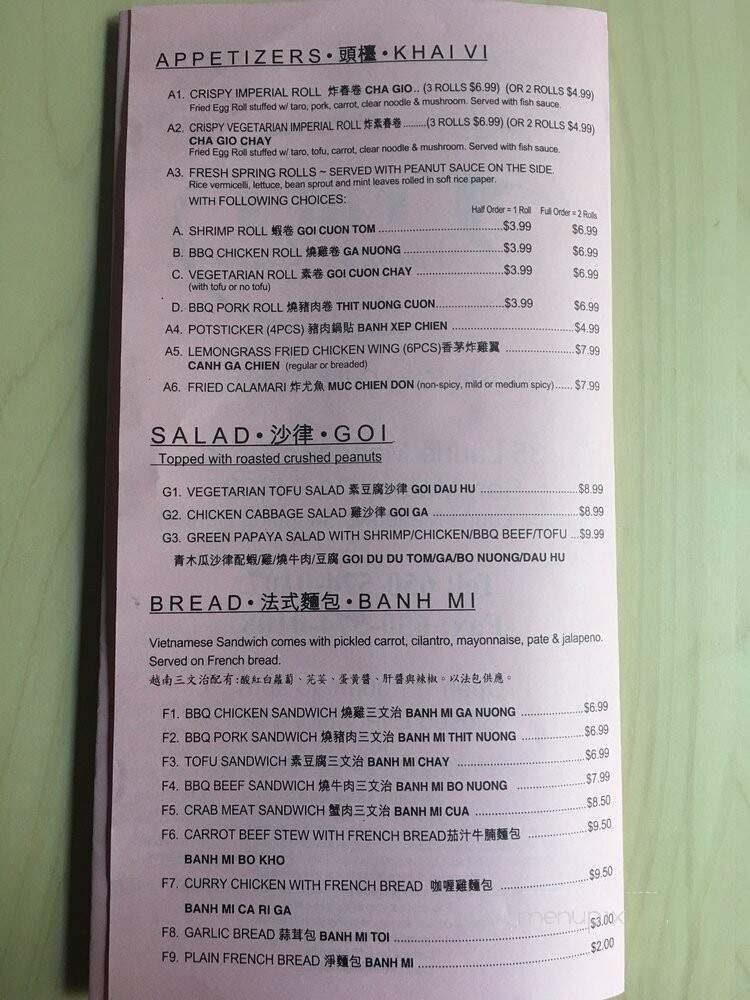 APPETIZERS • 頭檯 • KHAI VI
A1. CRISPY IMPERIAL ROLL 炸春卷 CHA GIO.. (3 ROLLS $6.99) (OR 2 ROLLS $4.99)
Fried Egg Roll stuffed w/ taro, pork, carrot, clear noodle & mushroom. Served with fish sauce.
A2. CRISPY VEGETARIAN IMPERIAL ROLL 炸素春卷.........(3 ROLLS $6.99) (OR 2 ROLLS $4.99)
CHA GIO CHAY
Fried Egg Roll stuffed w/ taro, tofu, carrot, clear noodle & mushroom. Served with fish sauce.
A3. FRESH SPRING ROLLS ~ SERVED WITH PEANUT SAUCE ON THE SIDE.
Rice vermicelli, lettuce, bean sprout and mint leaves rolled in soft rice paper.
WITH FOLLOWING CHOICES:
Half Order = 1 Roll Full Order = 2 Rolls
A. SHRIMP ROLL 蝦卷 GOI CUON TOM ........................................$3.99 $6.99
B. BBQ CHICKEN ROLL 燒雞卷 GA NUONG ................................$3.99 $6.99
C. VEGETARIAN ROLL 素卷 GOI CUON CHAY ...........................$3.99 $6.99
(with tofu or no tofu)
D. BBQ PORK ROLL 燒豬肉卷 THIT NUONG CUON......................$3.99 $6.99
A4. POTSTICKER (4PCS) 豬肉鍋貼 BANH XEP CHIEN .......................................$4.99
A5. LEMONGRASS FRIED CHICKEN WING (6PCS)香茅炸雞翼 ......................$7.99
CANH GA CHIEN (regular or breaded)
A6. FRIED CALAMARI 炸尤魚 MUC CHIEN DON (non-spicy, mild or medium spicy)...... $7.99
SALAD • 沙律 • GOI
Topped with roasted crushed peanuts
G1. VEGETARIAN TOFU SALAD 素豆腐沙律 GOI DAU HU ..............................$8.99
G2. CHICKEN CABBAGE SALAD 雞沙律 GOI GA ............................................$8.99
G3. GREEN PAPAYA SALAD WITH SHRIMP/CHICKEN/BBQ BEEF/TOFU ...$9.99
青木瓜沙律配蝦/雞/燒牛肉/豆腐 GOI DU DU TOM/GA/BO NUONG/DAU HU
BREAD • 法式麵包 • BANH MI
Vietnamese Sandwich comes with pickled carrot, cilantro, mayonnaise, pate & jalapeno.
Served on French bread.
越南三文治配有:酸紅白蘿蔔、芫荽、蛋黃醬、肝醬與辣椒。以法包供應。
F1. BBQ CHICKEN SANDWICH 燒雞三文治 BANH MI GA NUONG ...................$6.99
F2. BBQ PORK SANDWICH 燒豬肉三文治 BANH MI THIT NUONG ...................$6.99
F3. TOFU SANDWICH 素豆腐三文治 BANH MI CHAY ........................................$6.99
F4. BBQ BEEF SANDWICH 燒牛肉三文治 BANH MI BO NUONG .....................$7.99
F5. CRAB MEAT SANDWICH 蟹肉三文治 BANH MI CUA ...................................$8.50
F6. CARROT BEEF STEW WITH FRENCH BREAD茄汁牛腩麵包 ..................$9.50
BANH MI BO KHO
F7. CURRY CHICKEN WITH FRENCH BREAD 咖喱雞麵包 ..........................$9.50
BANH MI CA RI GA
F8. GARLIC BREAD 蒜茸包 BANH MI TOI .........................................................$3.00
F9. PLAIN FRENCH BREAD 淨麵包 BANH MI ...................................................$2.00